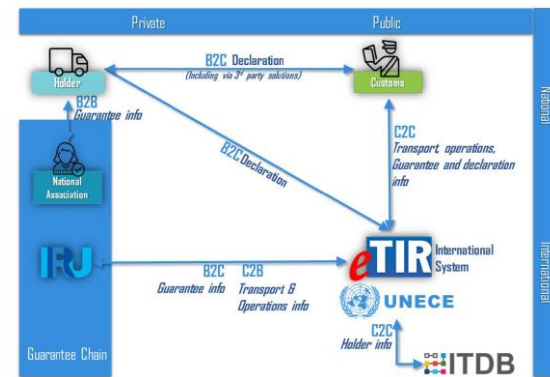 Private
Public
National
International
B2C Declaration
(Including via 3rd party solutions)
Holder
Customs
B2B
Guarantee info
B2C Declaration
C2C
Transport, operations,
Guarantee and declaration
info
National
Association
IRU
eTIR International
System
B2C C2B
Guarantee info Transport &
Operations info
UNECE
C2C
Holder info
Guarantee Chain
ITDB